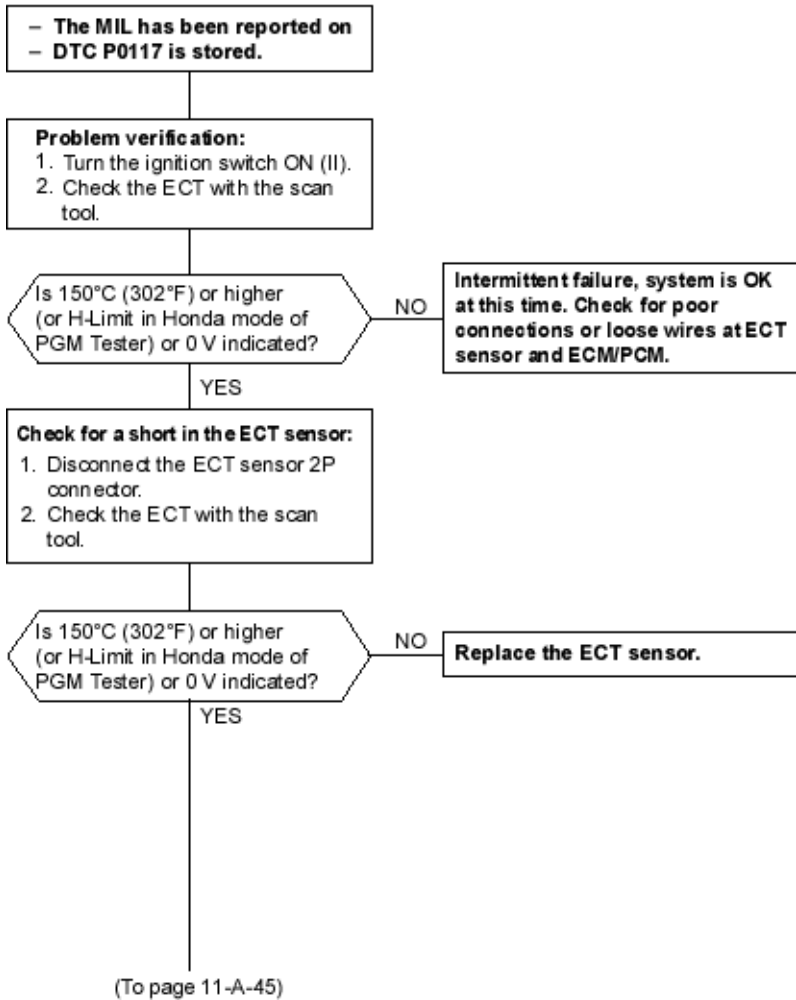 – The MIL has been reported on
– DTC P0117 is stored.
Problem verification:
1. Turn the ignition switch ON (II).
2. Check the ECT with the scan
tool.
Is 150°C (302°F) or higher
(or H-Limit in Honda mode of
PGM Tester) or 0 V indicated?
NO
Intermittent failure, system is OK
at this time. Check for poor
connections or loose wires at ECT
sensor and ECM/PCM.
YES
Check for a short in the ECT sensor:
1. Disconnect the ECT sensor 2P
connector.
2. Check the ECT with the scan
tool.
Is 150°C (302°F) or higher
(or H-Limit in Honda mode of
PGM Tester) or 0 V indicated?
NO
Replace the ECT sensor.
YES
(To page 11-A-45)